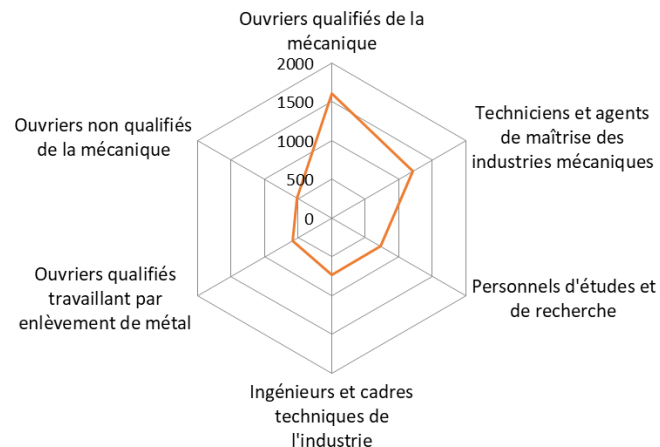 Ouvriers qualifiés de la
mécanique
2000
1500
1000
500
0
Techniciens et agents
de maîtrise des
industries mécaniques
Personnels d'études et
de recherche
Ingénieurs et cadres
techniques de
l'industrie
Ouvriers qualifiés
travaillant par
enlèvement de métal
Ouvriers non qualifiés
de la mécanique